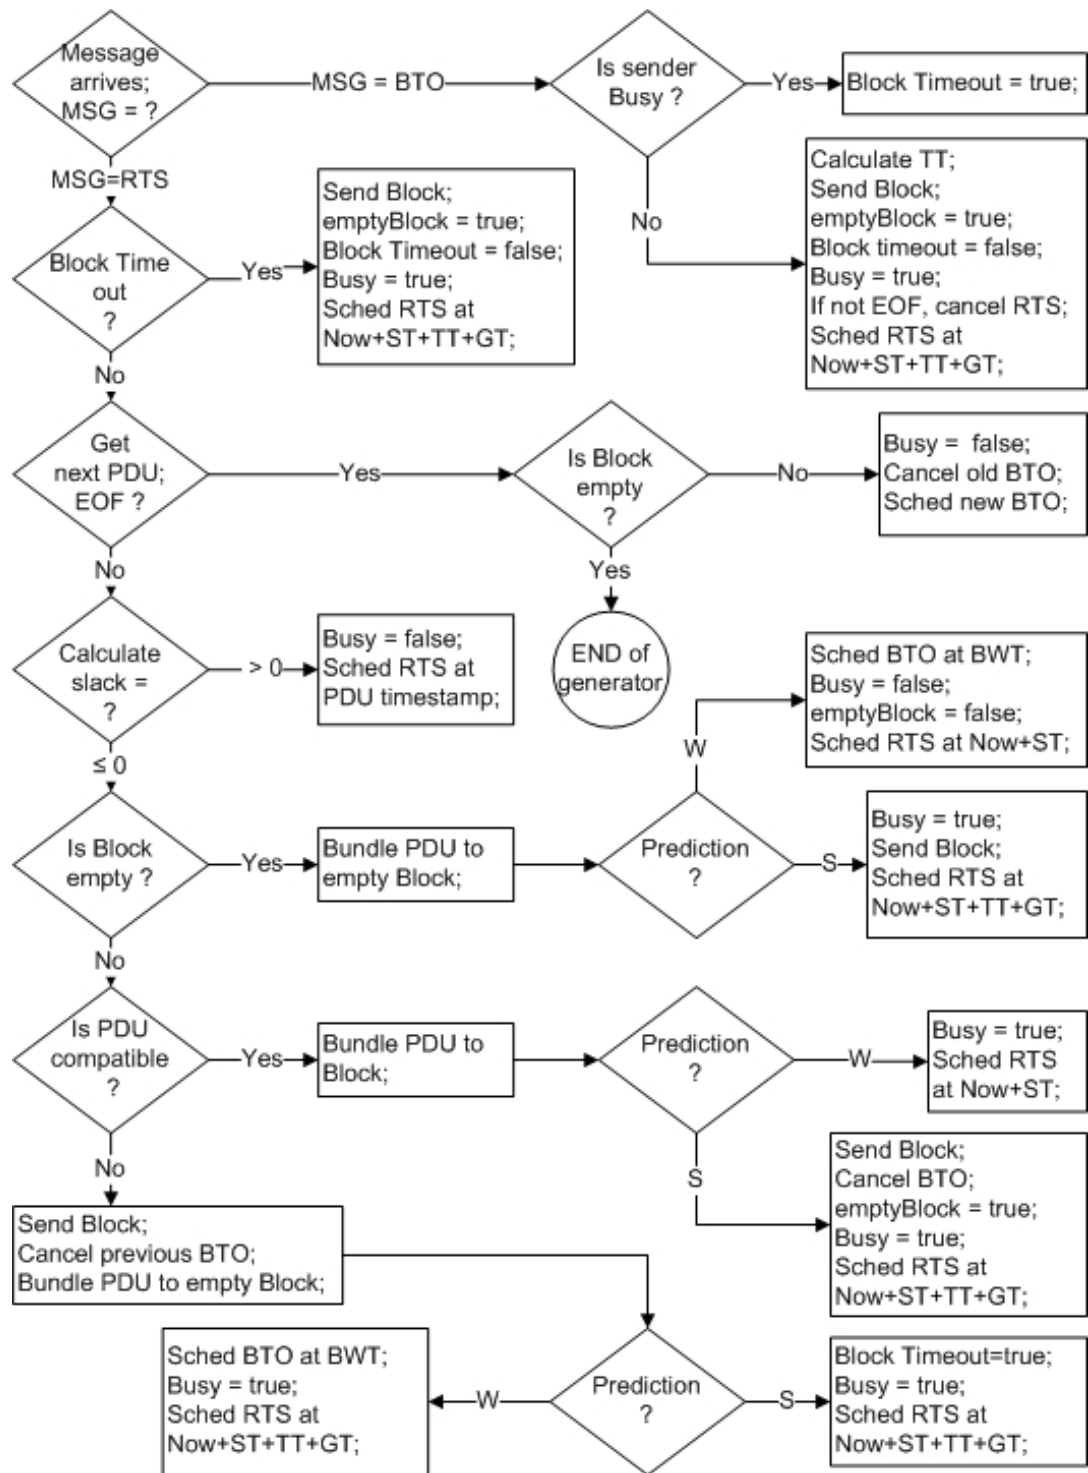 Message
arrives;
MSG = ?
MSG = BTO
Is sender
Busy ?
Yes
Block Timeout = true;
MSG=RTS
No
Calculate TT;
Send Block;
emptyBlock = true;
Block timeout = false;
Busy = true;
If not EOF, cancel RTS;
Sched RTS at
Now+ST+TT+GT;
Block Time
out
?
Yes
Send Block;
emptyBlock = true;
Block Timeout = false;
Busy = true;
Sched RTS at
Now+ST+TT+GT;
No
Get
next PDU;
EOF ?
Yes
Is Block
empty
?
No
Busy =  false;
Cancel old BTO;
Sched new BTO;
No
Yes
END of
generator
Calculate
slack =
?
> 0
Busy = false;
Sched RTS at
PDU timestamp;
≤ 0
Is Block
empty ?
Yes
Bundle PDU to
empty Block;
Prediction
?
W
Sched BTO at BWT;
Busy = false;
emptyBlock = false;
Sched RTS at Now+ST;
S
Busy = true;
Send Block;
Sched RTS at
Now+ST+TT+GT;
No
Is PDU
compatible
?
Yes
Bundle PDU to
Block;
Prediction
?
W
Busy = true;
Sched RTS
at Now+ST;
S
Send Block;
Cancel BTO;
emptyBlock = true;
Busy = true;
Sched RTS at
Now+ST+TT+GT;
No
Send Block;
Cancel previous BTO;
Bundle PDU to empty Block;
Prediction
?
W
Sched BTO at BWT;
Busy = true;
Sched RTS at
Now+ST+TT+GT;
S
Block Timeout=true;
Busy = true;
Sched RTS at
Now+ST+TT+GT;